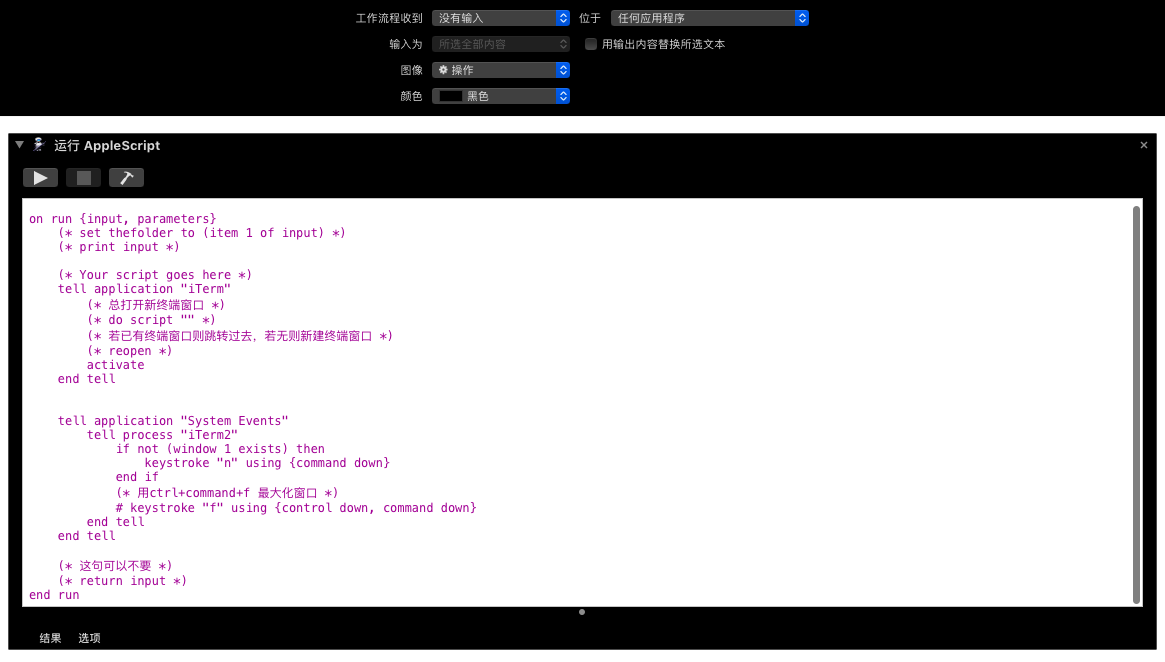 工作流程收到 没有输入 位于 任何应用程序
输入为 所选全部内容 用输出内容替换所选文本
图像 操作
颜色 黑色
运行 AppleScript
on run {input, parameters}
(* set thefolder to (item 1 of input) *)
(* print input *)
(* Your script goes here *)
tell application "iTerm"
(* 总打开新终端窗口 *)
(* do script "" *)
(* 若已有终端窗口则跳转过去，若无则新建终端窗口 *)
(* reopen *)
activate
end tell
tell application "System Events"
tell process "iTerm2"
if not (window 1 exists) then
keystroke "n" using {command down}
end if
(* 用ctrl+command+f 最大化窗口 *)
# keystroke "f" using {control down, command down}
end tell
end tell
(* 这句可以不要 *)
(* return input *)
end run
结果 选项